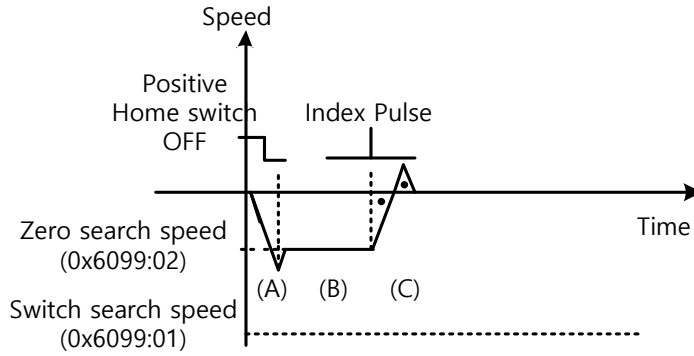 Speed
Positive
Home switch
OFF
Index Pulse
Time
Zero search speed
(0x6099:02)
(A)
(B)
(C)
Switch search speed
(0x6099:01)